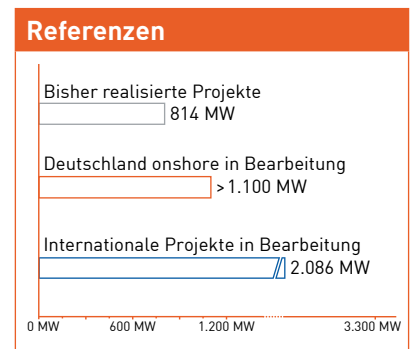 Referenzen
Bisher realisierte Projekte
814 MW
Deutschland onshore in Bearbeitung
>1.100 MW
Internationale Projekte in Bearbeitung
2.086 MW
0 MW 600 MW 1.200 MW 3.300 MW